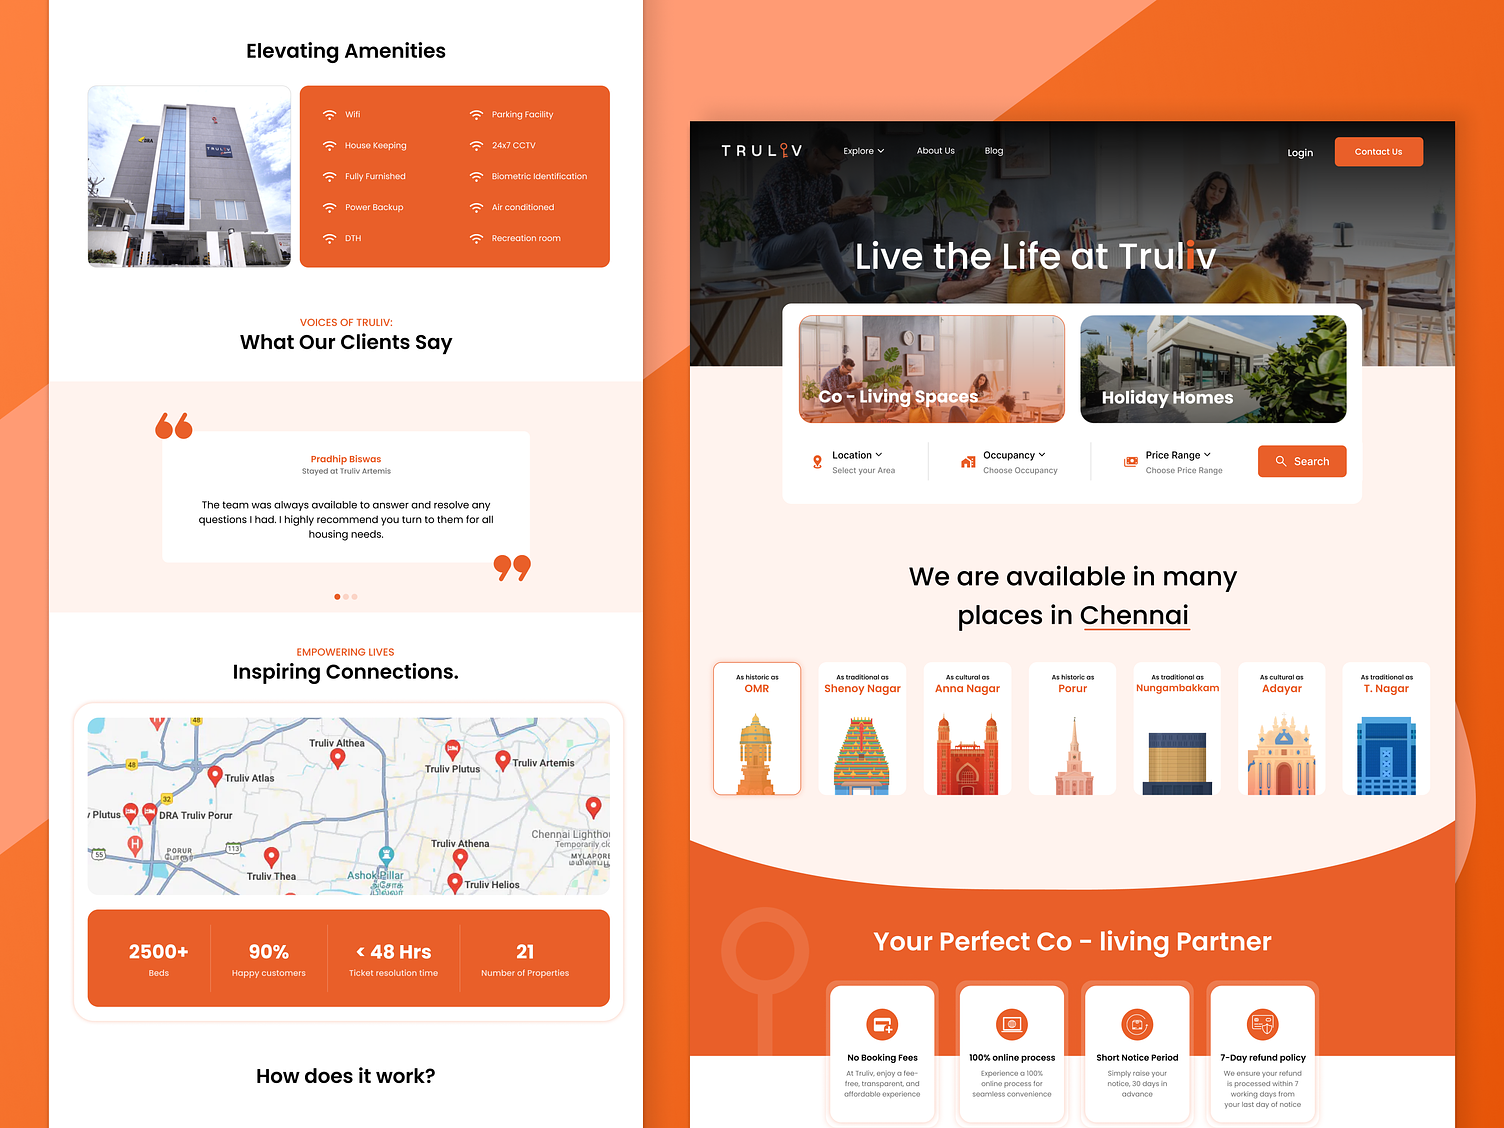 Elevating Amenities
DRA
TRULIV
Wifi
Parking Facility
House Keeping
24x7 CCTV
Fully Furnished
Biometric Identification
Power Backup
Air conditioned
DTH
Recreation room
VOICES OF TRULIV:
What Our Clients Say
Pradhip Biswas
Stayed at Truliv Artemis
The team was always available to answer and resolve any
questions I had. I highly recommend you turn to them for all
housing needs.
EMPOWERING LIVES
Inspiring Connections.
48
Truliv Althea
48
Truliv Atlas
Truliv Plutus
Truliv Artemis
32
Plutus
DRA Truliv Porur
H
Chennai Lightho
Temporarily cl
55
PORUR
போரூர்
113
Truliv Athena
MYLAPORE
Truliv Thea
Ashok Pillar
அசோக்
Truliv Helios
2500+
Beds
90%
Happy customers
< 48 Hrs
Ticket resolution time
21
Number of Properties
How does it work?
TRULIV
Explore
About Us
Blog
Login
Contact Us
Live the Life at Truliv
Co - Living Spaces
Holiday Homes
Location
Select your Area
Occupancy
Choose Occupancy
Price Range
Choose Price Range
Search
We are available in many
places in Chennai
As historic as
OMR
As traditional as
Shenoy Nagar
As cultural as
Anna Nagar
As historic as
Porur
As traditional as
Nungambakkam
As cultural as
Adayar
As traditional as
T. Nagar
Your Perfect Co - living Partner
No Booking Fees
At Truliv, enjoy a fee-
free, transparent, and
affordable experience
100% online process
Experience a 100%
online process for
seamless convenience
Short Notice Period
Simply raise your
notice, 30 days in
advance
7-Day refund policy
We ensure your refund
is processed within 7
working days from
your last day of notice